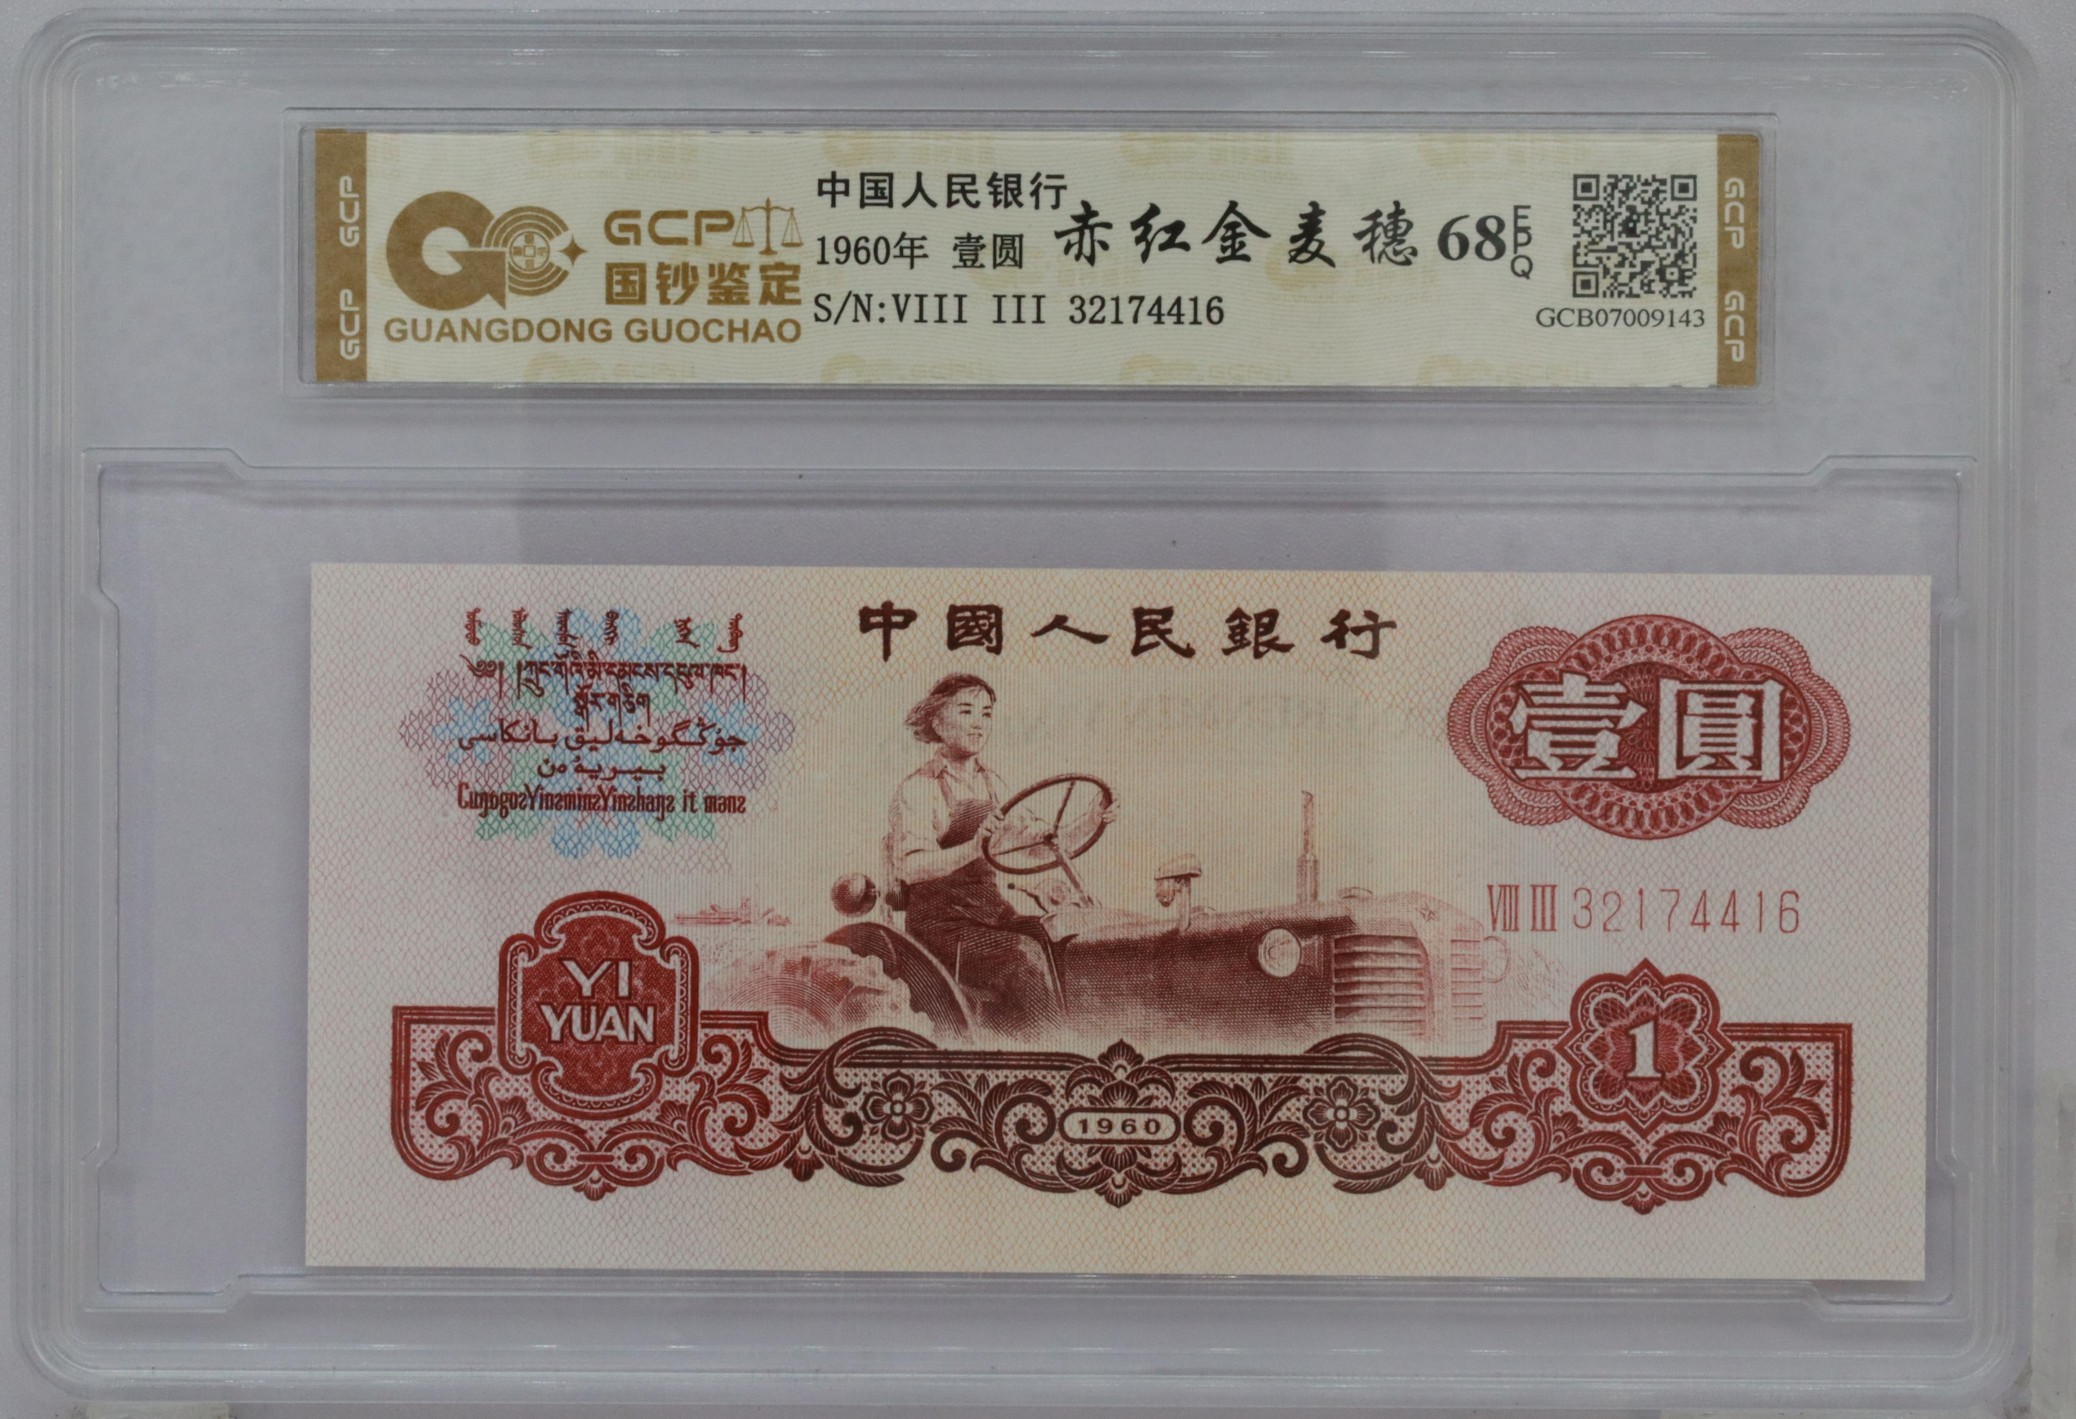 GCP GCP
GCP
国钞鉴定
GUANGDONG GUOCHAO
中国人民银行
1960年 壹圆
赤红金麦穗 68 EPQ
S/N:VIII III 32174416
GCB07009143
GCP GCP
中國人民銀行
壹圓
VIII III 32174416
YI
YUAN
1960
1